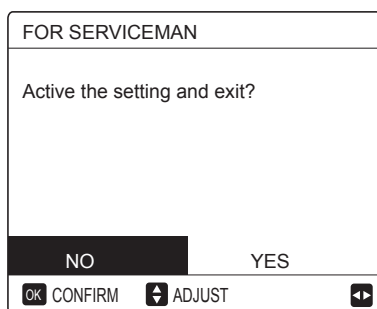 FOR SERVICEMAN
Active the setting and exit?
NO YES
OK CONFIRM ADJUST